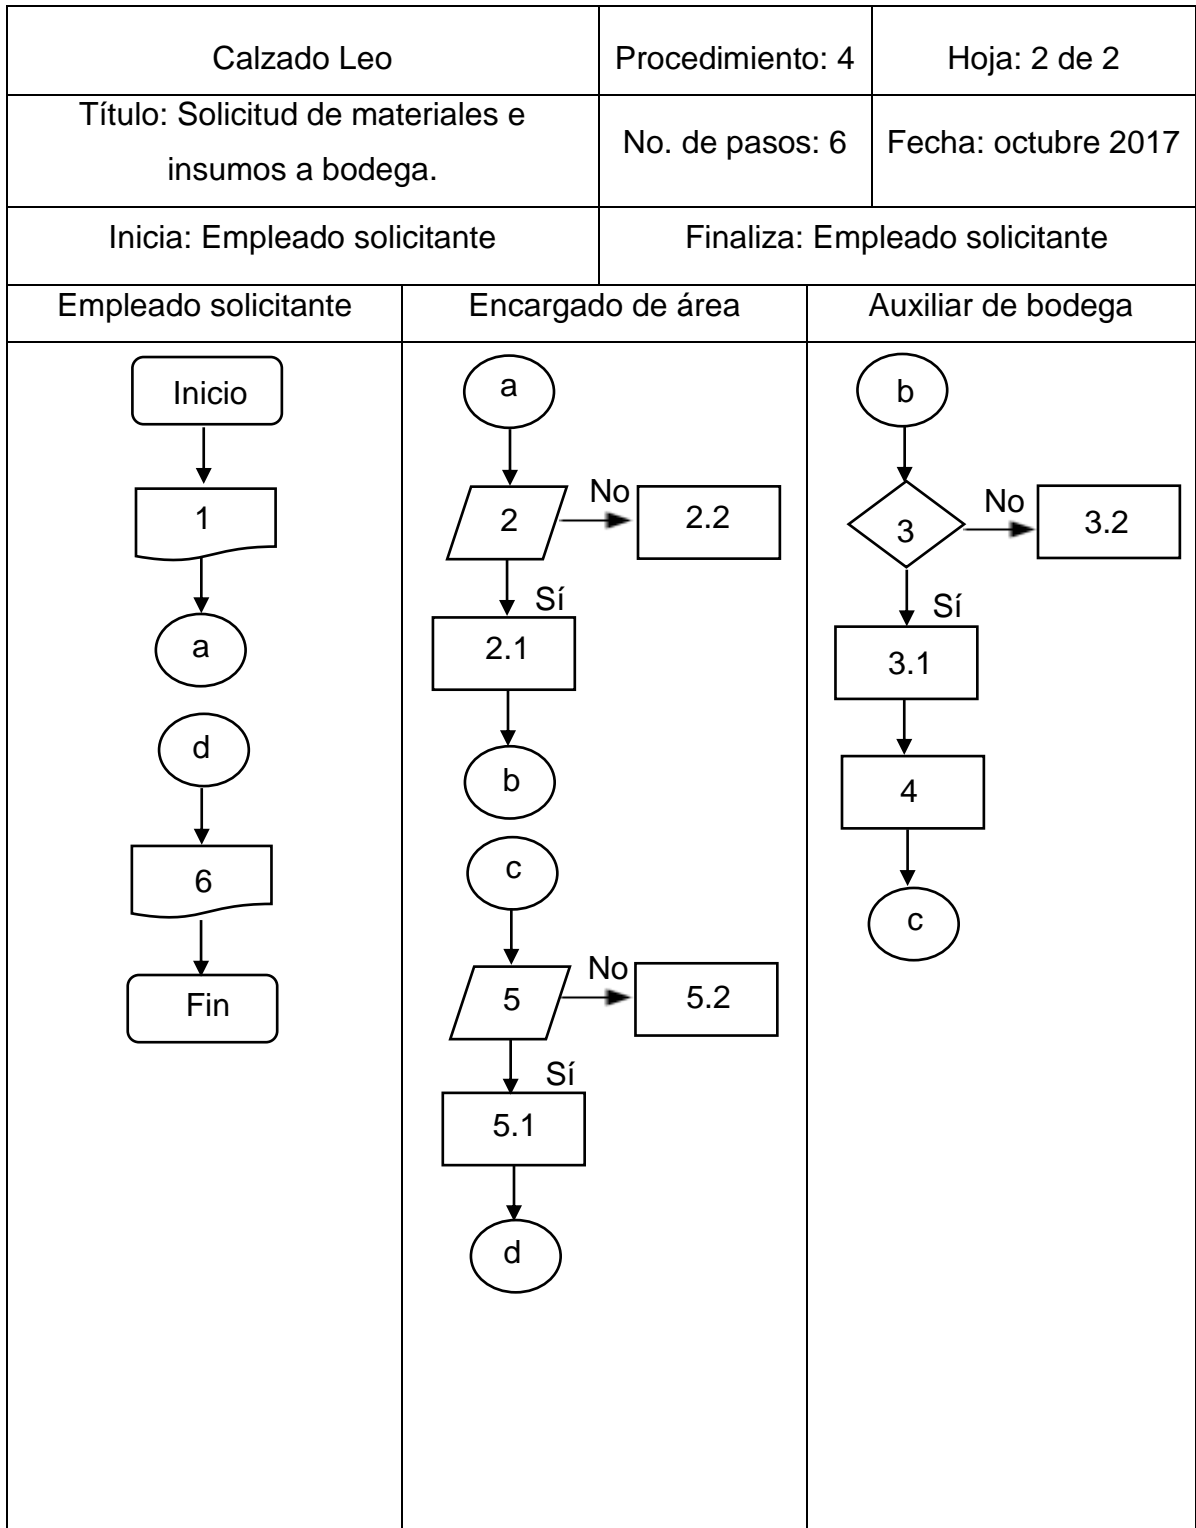 Calzado Leo
Procedimiento: 4
Hoja: 2 de 2
Título: Solicitud de materiales e
insumos a bodega.
No. de pasos: 6
Fecha: octubre 2017
Inicia: Empleado solicitante
Finaliza: Empleado solicitante
Empleado solicitante
Encargado de área
Auxiliar de bodega
Inicio
1
a
d
6
Fin
a
2
No
2.2
Sí
2.1
b
c
5
No
5.2
Sí
5.1
d
b
3
No
3.2
Sí
3.1
4
c